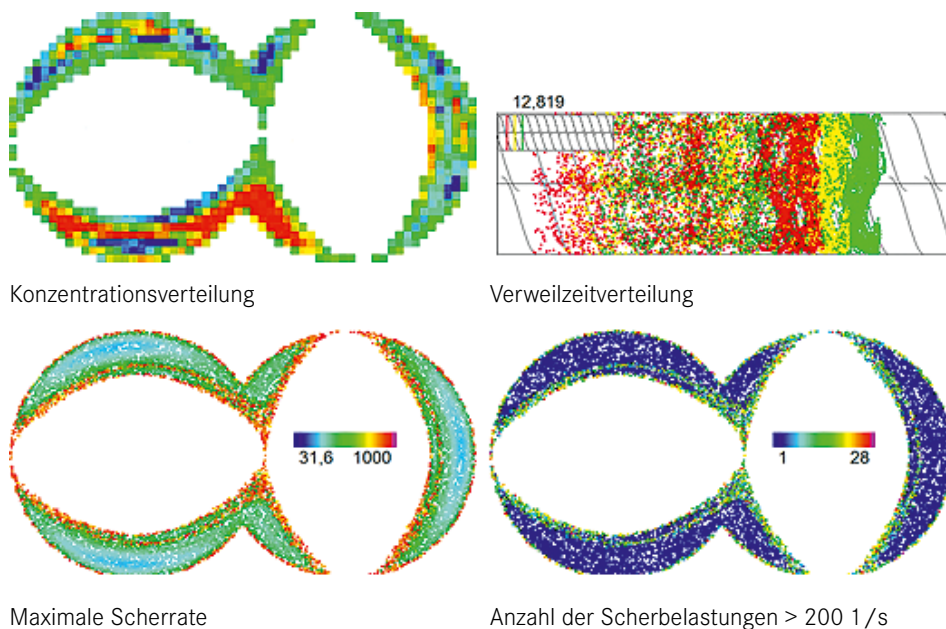 12,819
Konzentrationsverteilung
Verweilzeitverteilung
31,6 1000
1 28
Maximale Scherrate
Anzahl der Scherbelastungen > 200 1/s